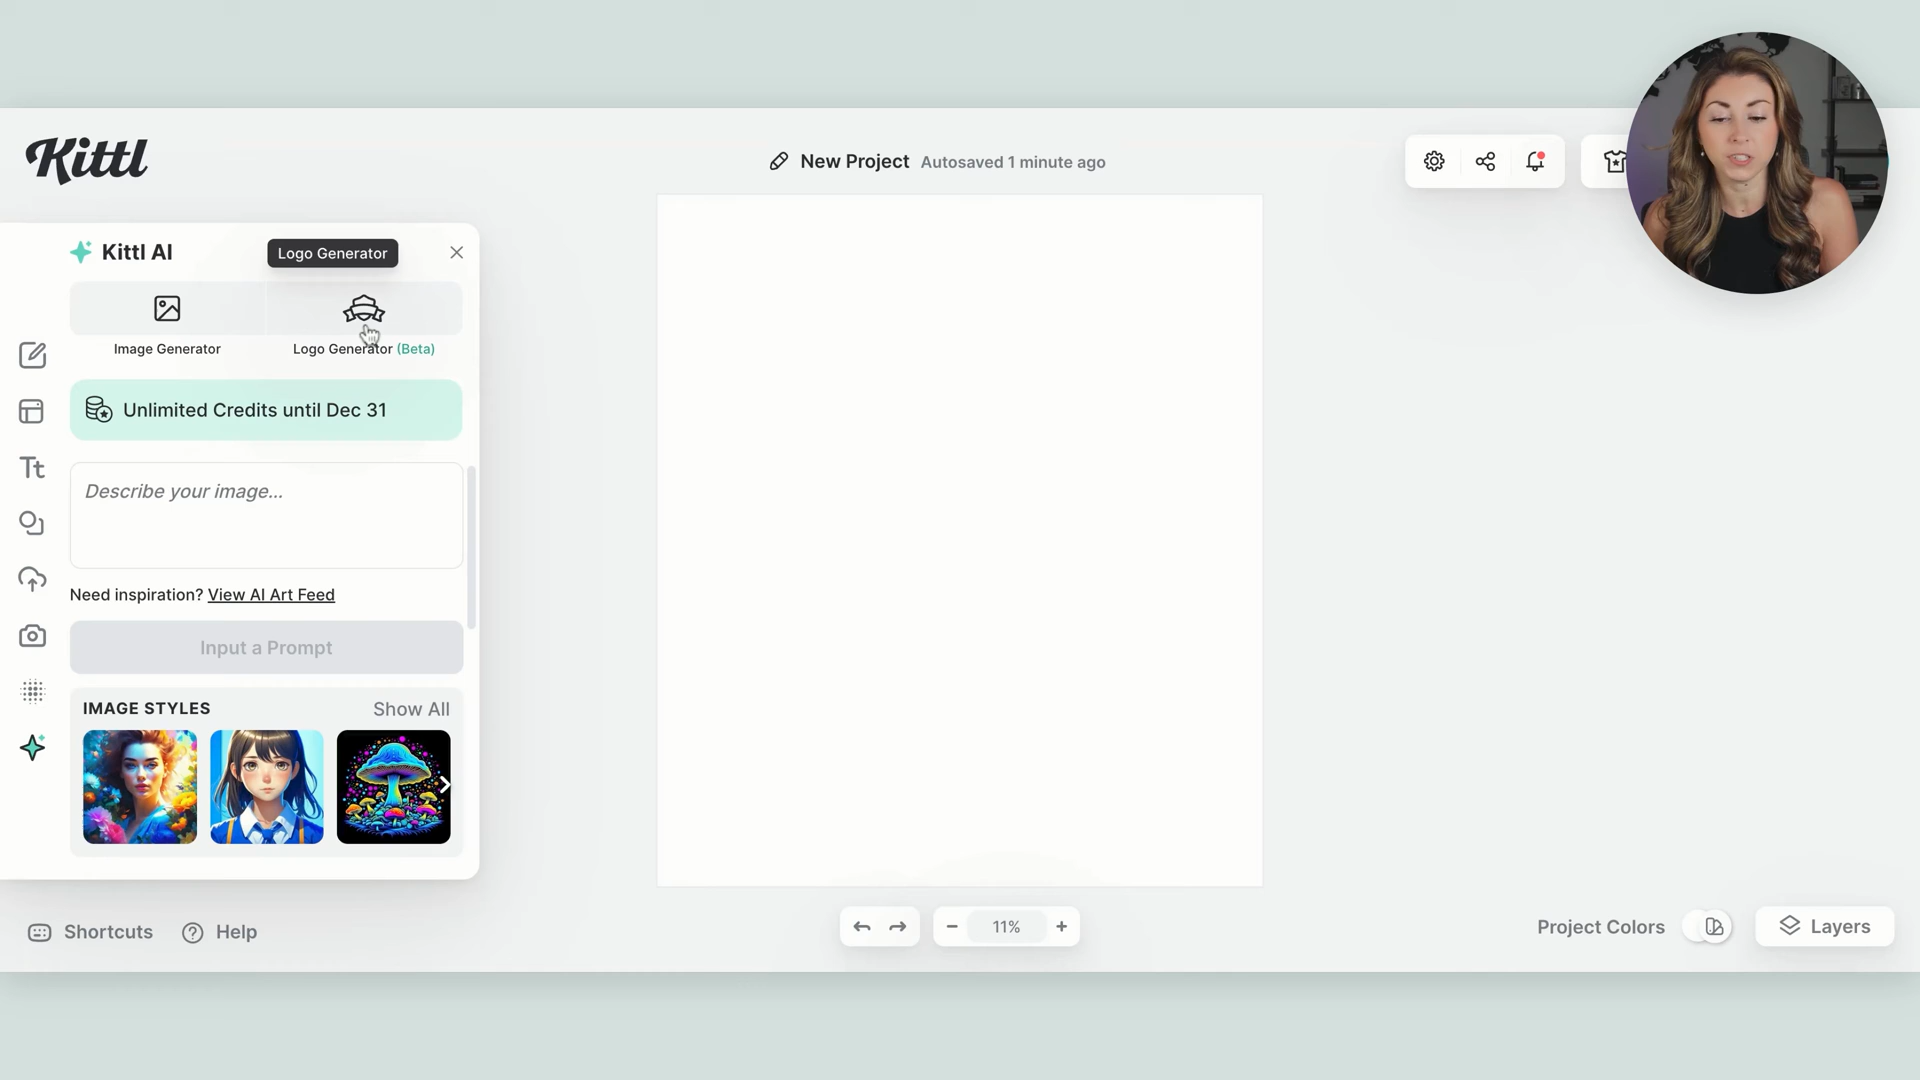 Kittl
New Project Autosaved 1 minute ago
Kittl AI
Logo Generator
Image Generator
Logo Generator (Beta)
Unlimited Credits until Dec 31
Describe your image...
Need inspiration? View AI Art Feed
Input a Prompt
IMAGE STYLES Show All
Tt
Shortcuts
Help
11%
Project Colors
Layers